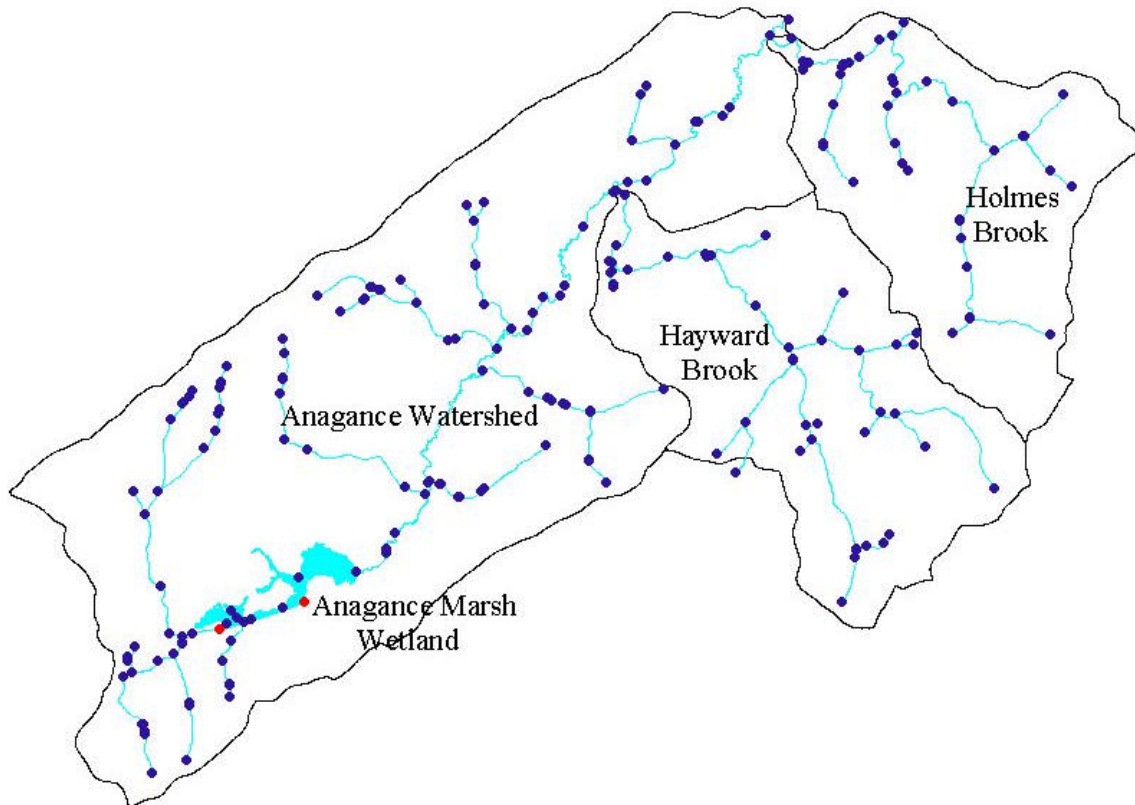 Holmes
Brook
Hayward
Brook
Anagance Watershed
Anagance Marsh
Wetland